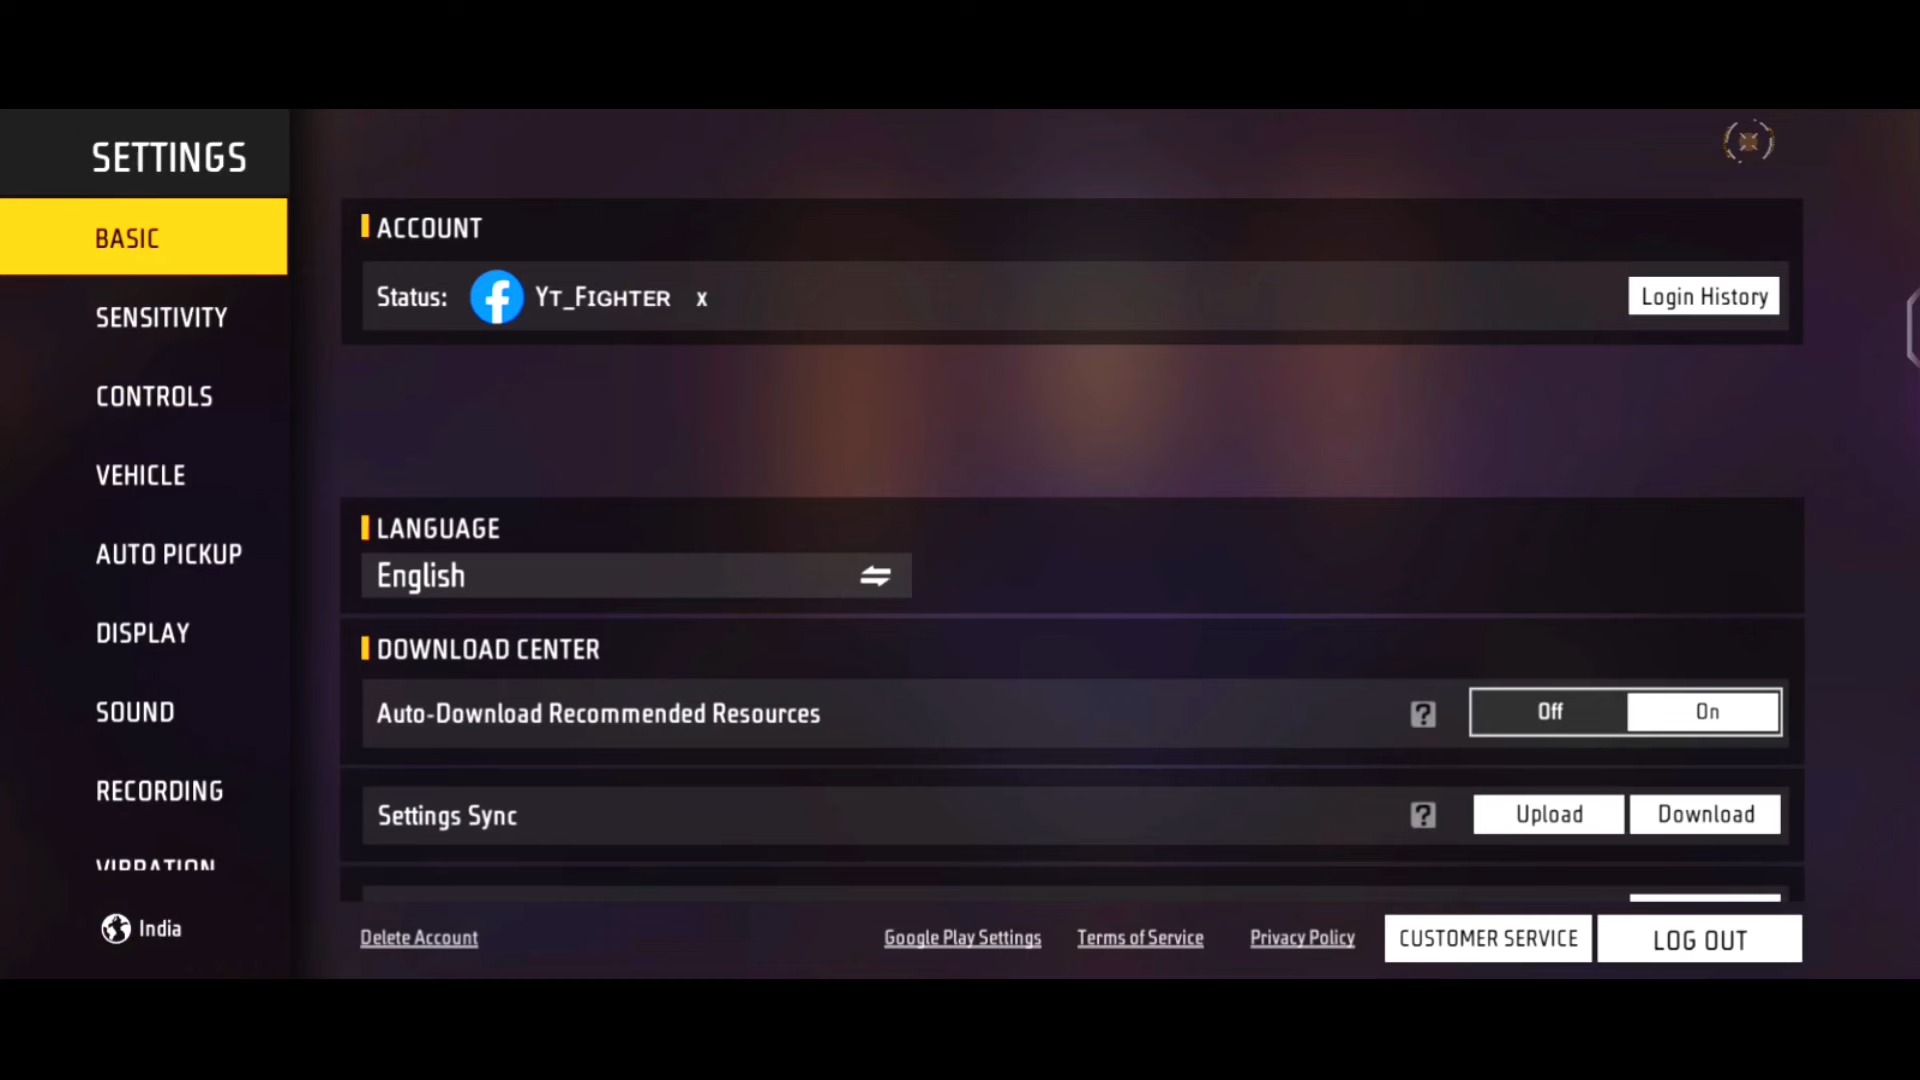 SETTINGS
BASIC
SENSITIVITY
CONTROLS
VEHICLE
AUTO PICKUP
DISPLAY
SOUND
RECORDING
VIBRATION
India
ACCOUNT
Status: Yᴛ_Fɪɢʜᴛᴇʀ x
Login History
LANGUAGE
English
DOWNLOAD CENTER
Auto-Download Recommended Resources ? Off On
Settings Sync ? Upload Download
Delete Account Google Play Settings Terms of Service Privacy Policy CUSTOMER SERVICE LOG OUT